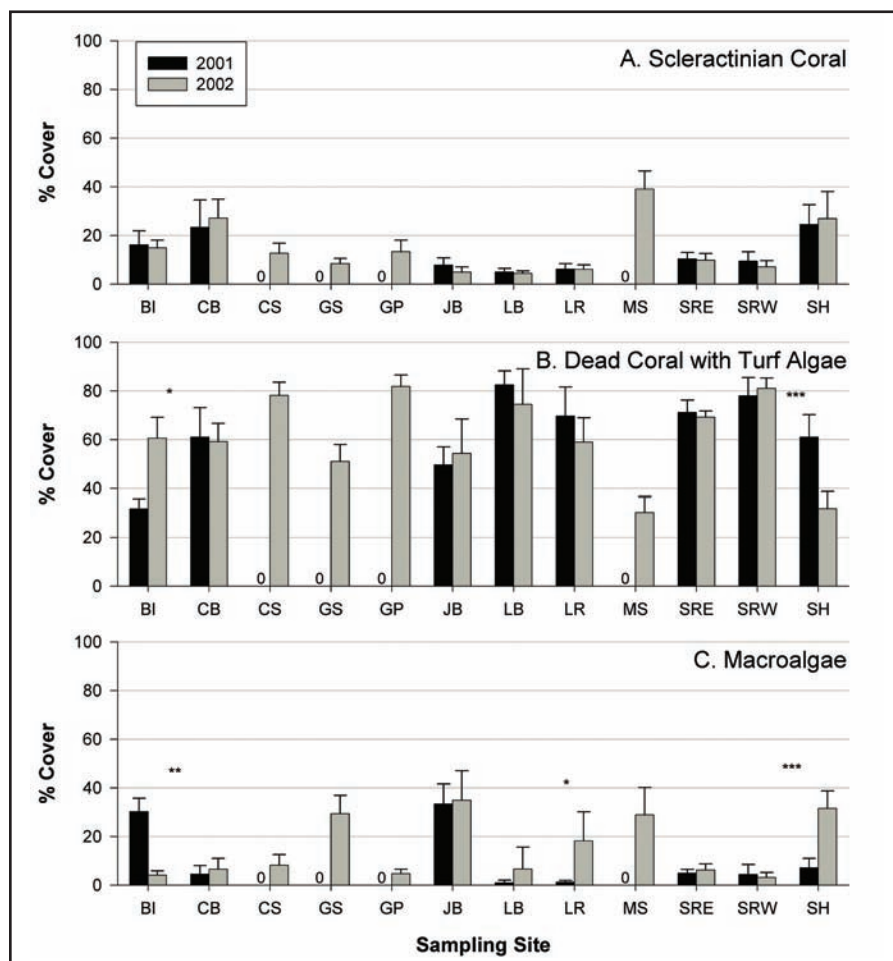 100
80
60
40
20
0
% Cover
2001
2002
A. Scleractinian Coral
0 0 0 0
BI CB CS GS GP JB LB LR MS SRE SRW SH
100
80
60
40
20
0
% Cover
B. Dead Coral with Turf Algae
* ***
0 0 0 0
BI CB CS GS GP JB LB LR MS SRE SRW SH
100
80
60
40
20
0
% Cover
C. Macroalgae
** * ***
0 0 0 0
BI CB CS GS GP JB LB LR MS SRE SRW SH
Sampling Site